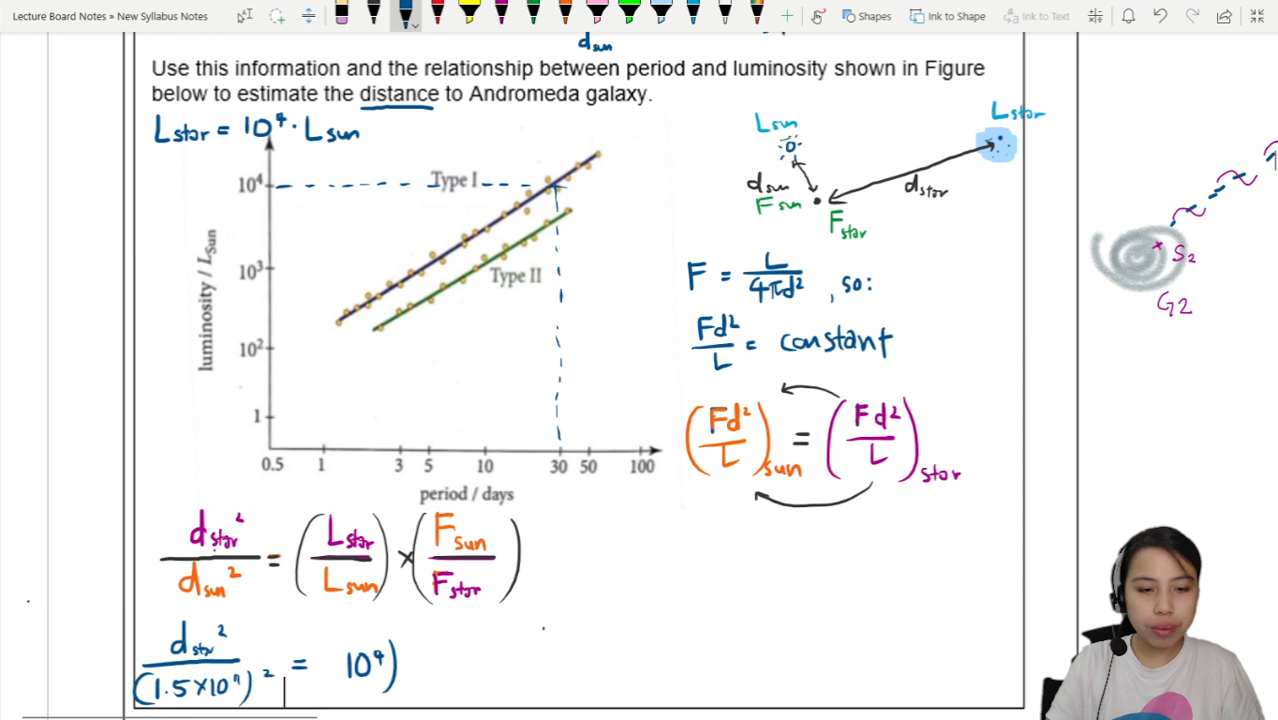 Lecture Board Notes » New Syllabus Notes
Shapes
Ink to Shape
Ink to Text
dsun
Use this information and the relationship between period and luminosity shown in Figure
below to estimate the distance to Andromeda galaxy.
Lstar = 10⁴ · Lsun
10⁴
10³
10²
1
luminosity / LSun
Type I
Type II
0.5 1 3 5 10 30 50 100
period / days
Lsun
Lstar
dsun
Fsun
dstar
Fstar
F = L / 4πd² , so:
Fd² / L = constant
(Fd² / L)sun = (Fd² / L)star
S2
G2
dstar² / dsun² = (Lstar / Lsun) × (Fsun / Fstar)
dstar² / (1.5×10¹¹)² = 10⁴)